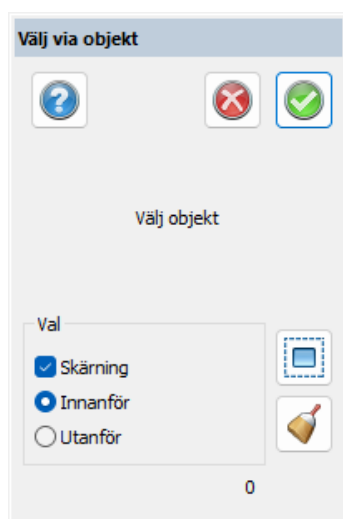 Välj via objekt
Välj objekt
Val
Skärning
Innanför
Utanför
0